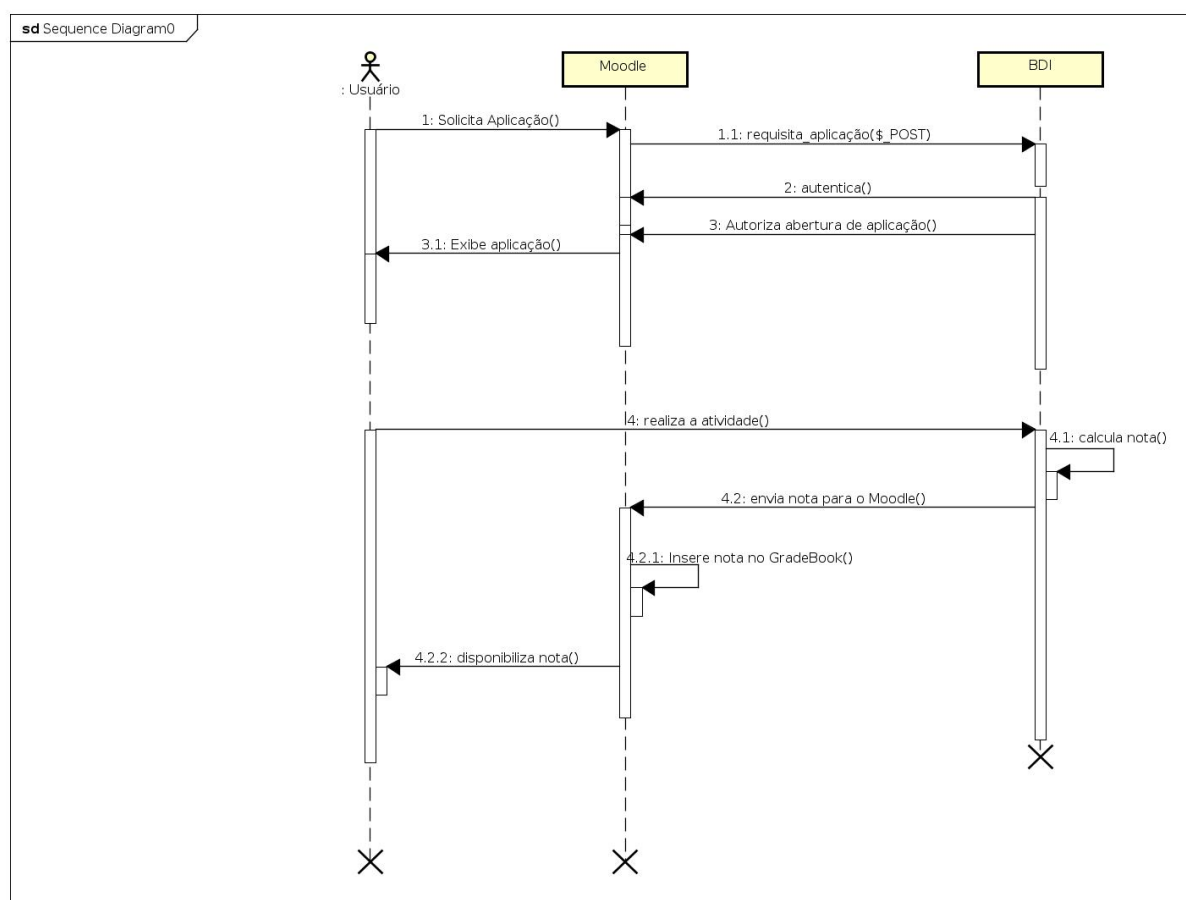 sd Sequence Diagram0
: Usuário
Moodle
BDI
1: Solicita Aplicação()
1.1: requisita_aplicação($_POST)
2: autentica()
3: Autoriza abertura de aplicação()
3.1: Exibe aplicação()
4: realiza a atividade()
4.1: calcula nota()
4.2: envia nota para o Moodle()
4.2.1: Insere nota no GradeBook()
4.2.2: disponibiliza nota()